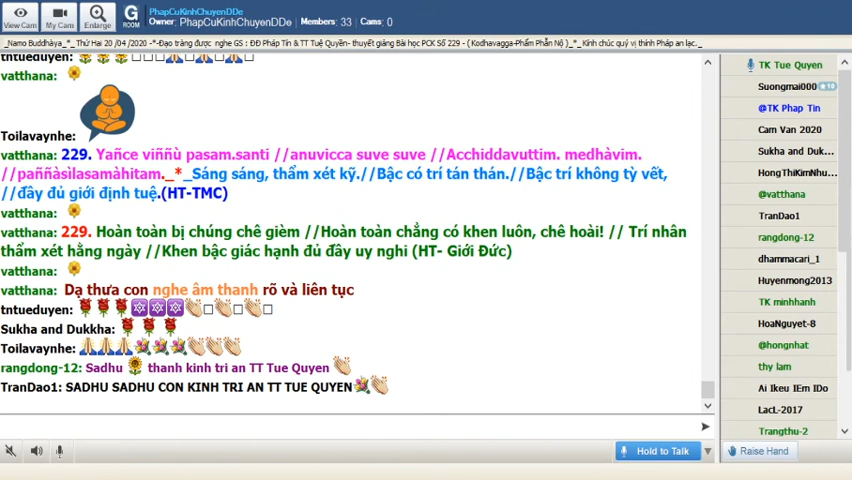 View Cam
My Cam
Enlarge
G
ROOM
PhapCuKinhChuyenDDe
Owner: PhapCuKinhChuyenDDe Members: 33 Cams: 0
_Namo Buddhàya_*_ Thứ Hai 20 /04 /2020 -*-Đạo tràng được nghe GS : ĐĐ Pháp Tín & TT Tuệ Quyền- thuyết giảng Bài học PCK Số 229 - ( Kodhavagga-Phẩm Phẫn Nộ )_*_ Kính chúc quý vị thính Pháp an lạc._
tntueduyen:
vatthana:
Toilavaynhe:
vatthana: 229. Yañce viññù pasam.santi //anuvicca suve suve //Acchiddavuttim. medhàvim.
//paññàsìlasamàhitam._*_Sáng sáng, thẩm xét kỹ.//Bậc có trí tán thán.//Bậc trí không tỳ vết,
//đầy đủ giới định tuệ.(HT-TMC)
vatthana:
vatthana: 229. Hoàn toàn bị chúng chê gièm //Hoàn toàn chẳng có khen luôn, chê hoài! // Trí nhân
thẩm xét hằng ngày //Khen bậc giác hạnh đủ đầy uy nghi (HT- Giới Đức)
vatthana:
vatthana: Dạ thưa con nghe âm thanh rõ và liên tục
tntueduyen:
Sukha and Dukkha:
Toilavaynhe:
rangdong-12: Sadhu thanh kinh tri an TT Tue Quyen
TranDao1: SADHU SADHU CON KINH TRI AN TT TUE QUYEN
Hold to Talk
TK Tue Quyen
Suongmai000 +10
@TK Phap Tin
Cam Van 2020
Sukha and Duk...
HongThiKimNhu...
@vatthana
TranDao1
rangdong-12
dhammacari_1
Huyenmong2013
TK minhhanh
HoaNguyet-8
@hongnhat
thy lam
Ai Ikeu IEm IDo
LacL-2017
Trangthu-2
Raise Hand